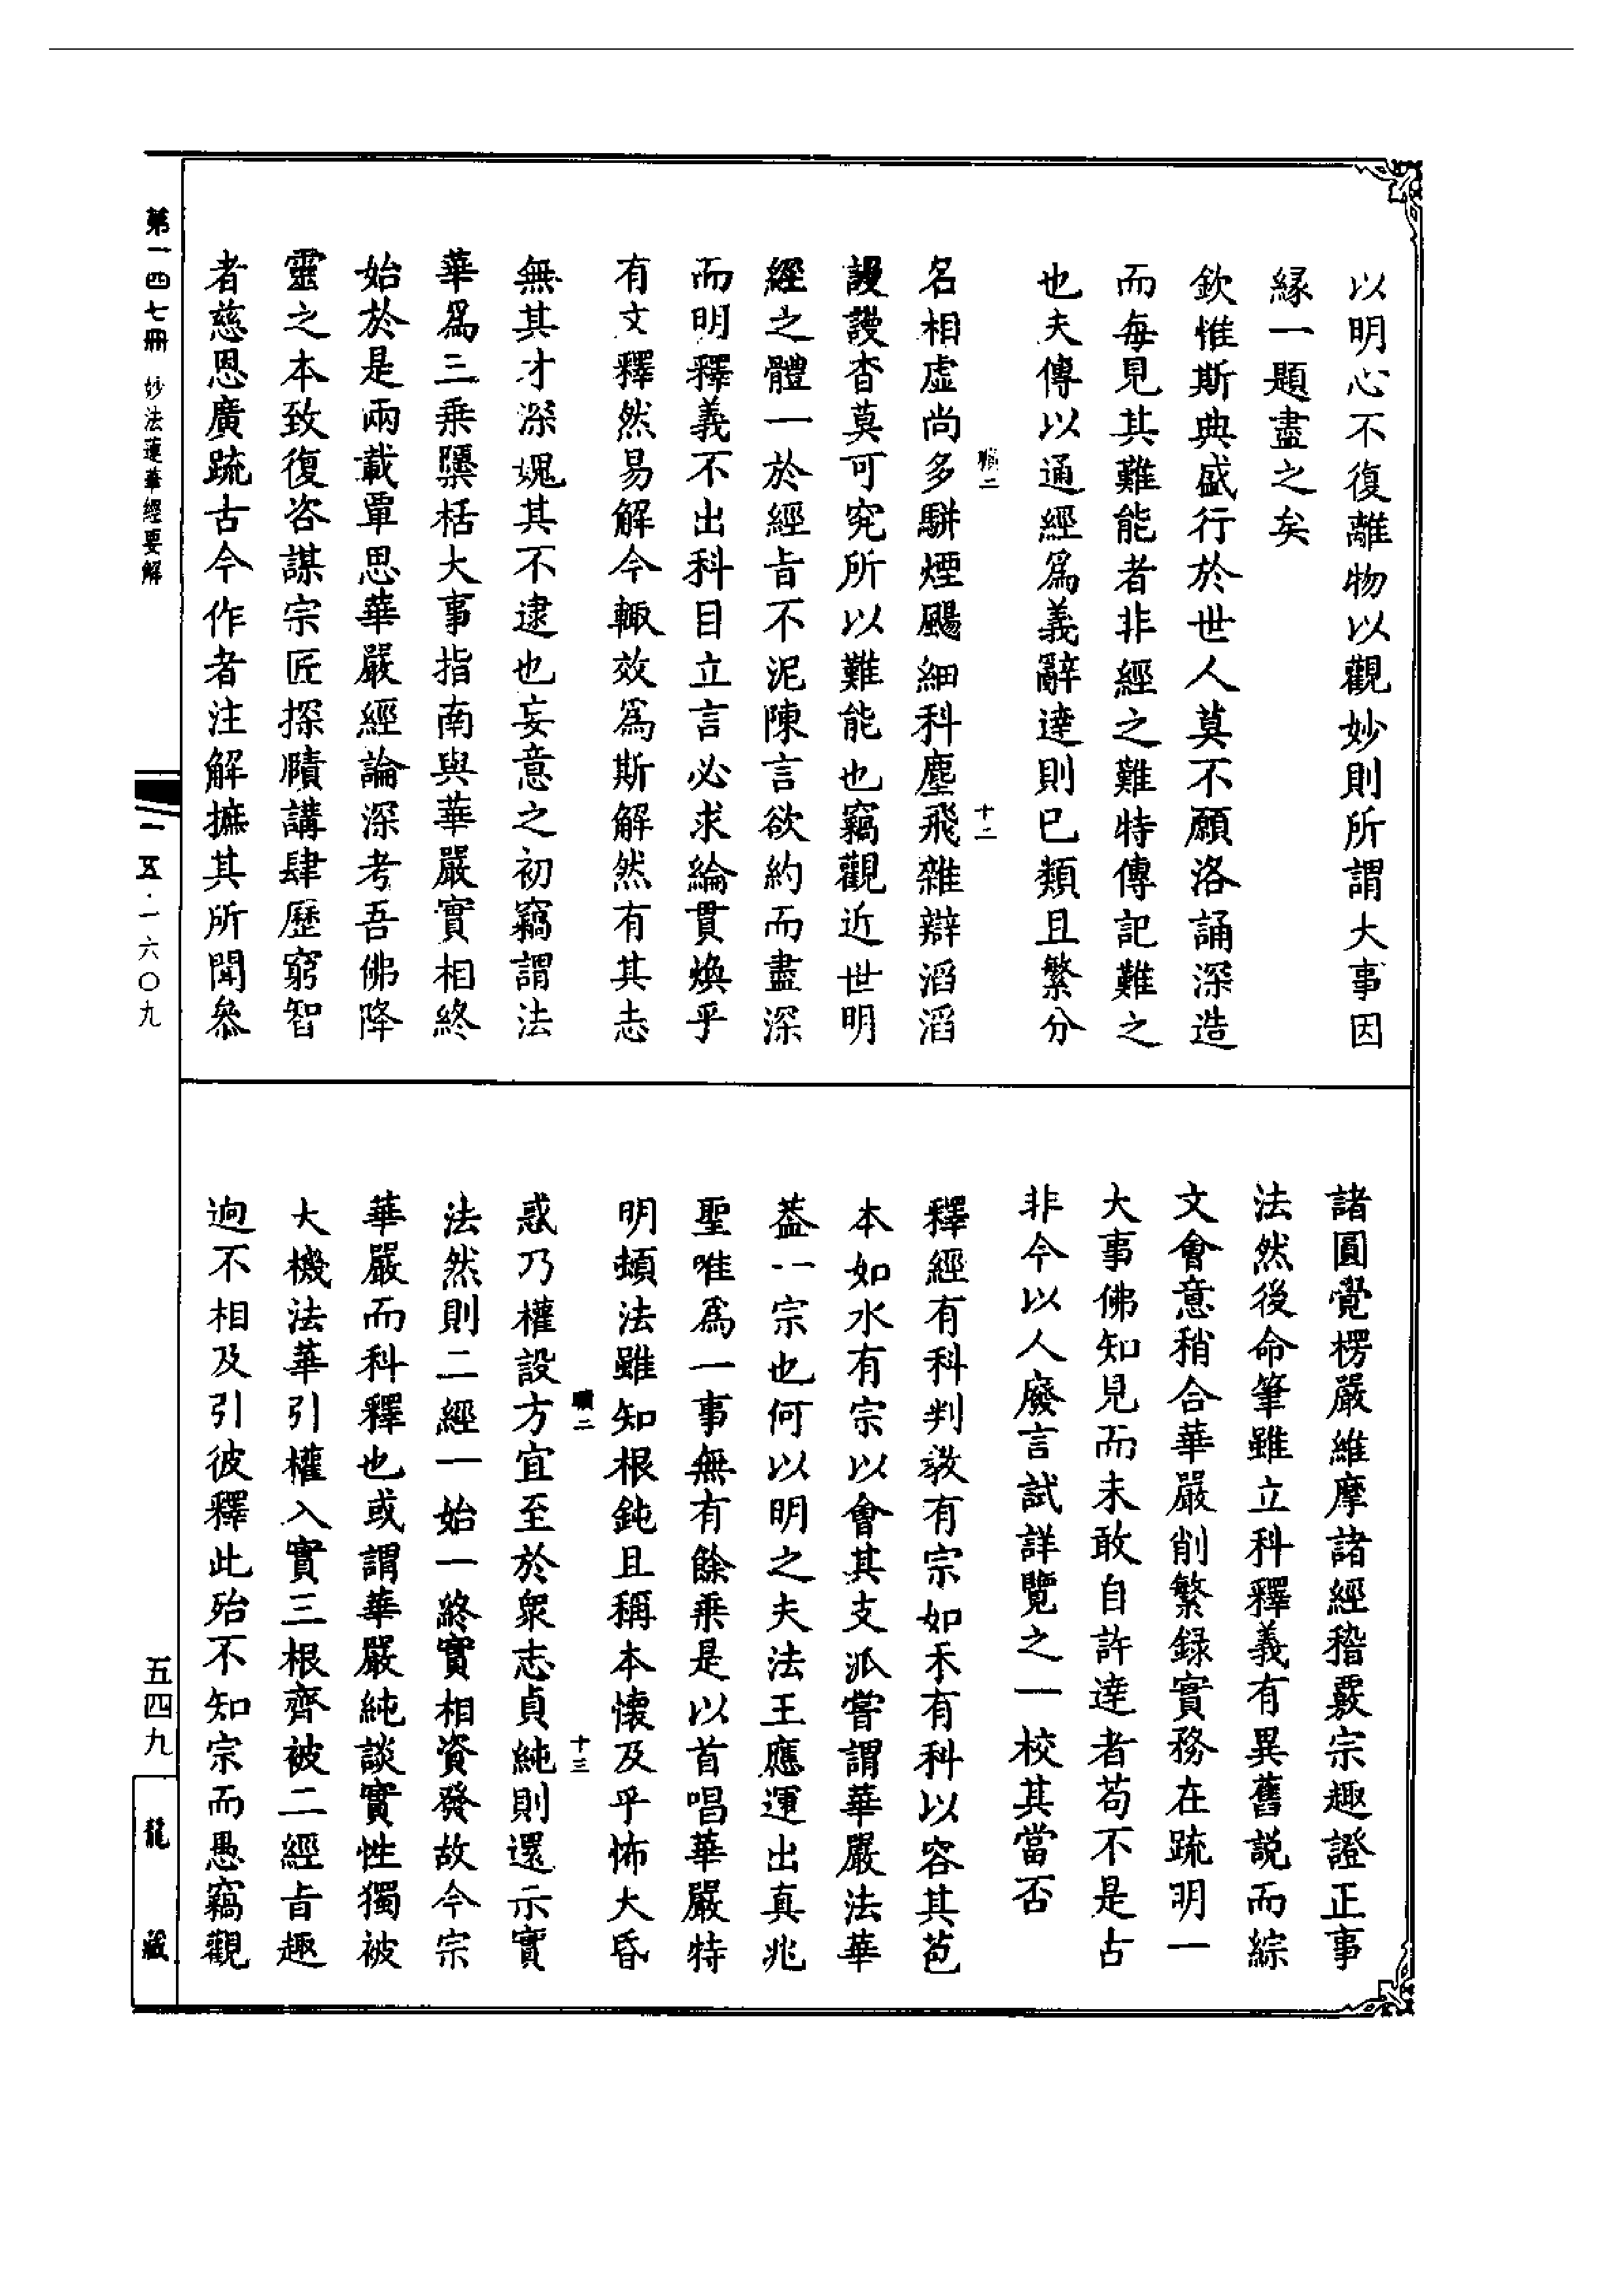 以明心不復離物以觀妙則所謂大事因
緣一題盡之矣
欽惟斯典盛行於世人莫不願洛誦深造
而每見其難能者非經之難特傳記難之
也夫傳以通經爲義辭達則已類且繁分
二
十二
名相虛尚多駢煙颺細科塵飛雜辯滔滔
謾謾杳莫可究所以難能也竊觀近世明
經之體一於經旨不泥陳言欲約而盡深
而明釋義不出科目立言必求綸貫煥乎
有文釋然易解今輒效爲斯解然有其志
無其才深媿其不逮也妄意之初竊謂法
華爲三乗隱栝大事指南與華嚴實相終
始於是兩載覃思華嚴經論深考吾佛降
靈之本致復咨謀宗匠探賾講肆歷窮智
者慈恩廣疏古今作者注解摭其所聞叅
諸圓覺楞嚴維摩諸經稽覈宗趣證正事
法然後命筆雖立科釋義有異舊説而綜
文會意稍合華嚴削繁録實務在疏明一
大事佛知見而未敢自許達者苟不是古
非今以人廢言試詳覽之一校其當否
釋經有科判教有宗如禾有科以容其苞
本如水有宗以會其支派嘗謂華嚴法華
葢一宗也何以明之夫法王應運出真兆
聖唯爲一事無有餘乗是以首唱華嚴特
明頓法雖知根鈍且稱本懷及乎怖大昏
二
十三
惑乃權設方宜至於衆志貞純則還示實
法然則二經一始一終實相資發故今宗
華嚴而科釋也或謂華嚴純談實性獨被
大機法華引權入實三根齊被二經旨趣
逈不相及引彼釋此殆不知宗而愚竊觀
第一四七冊 妙法蓮華經要解
一一五·一六〇九
五四九
龍藏